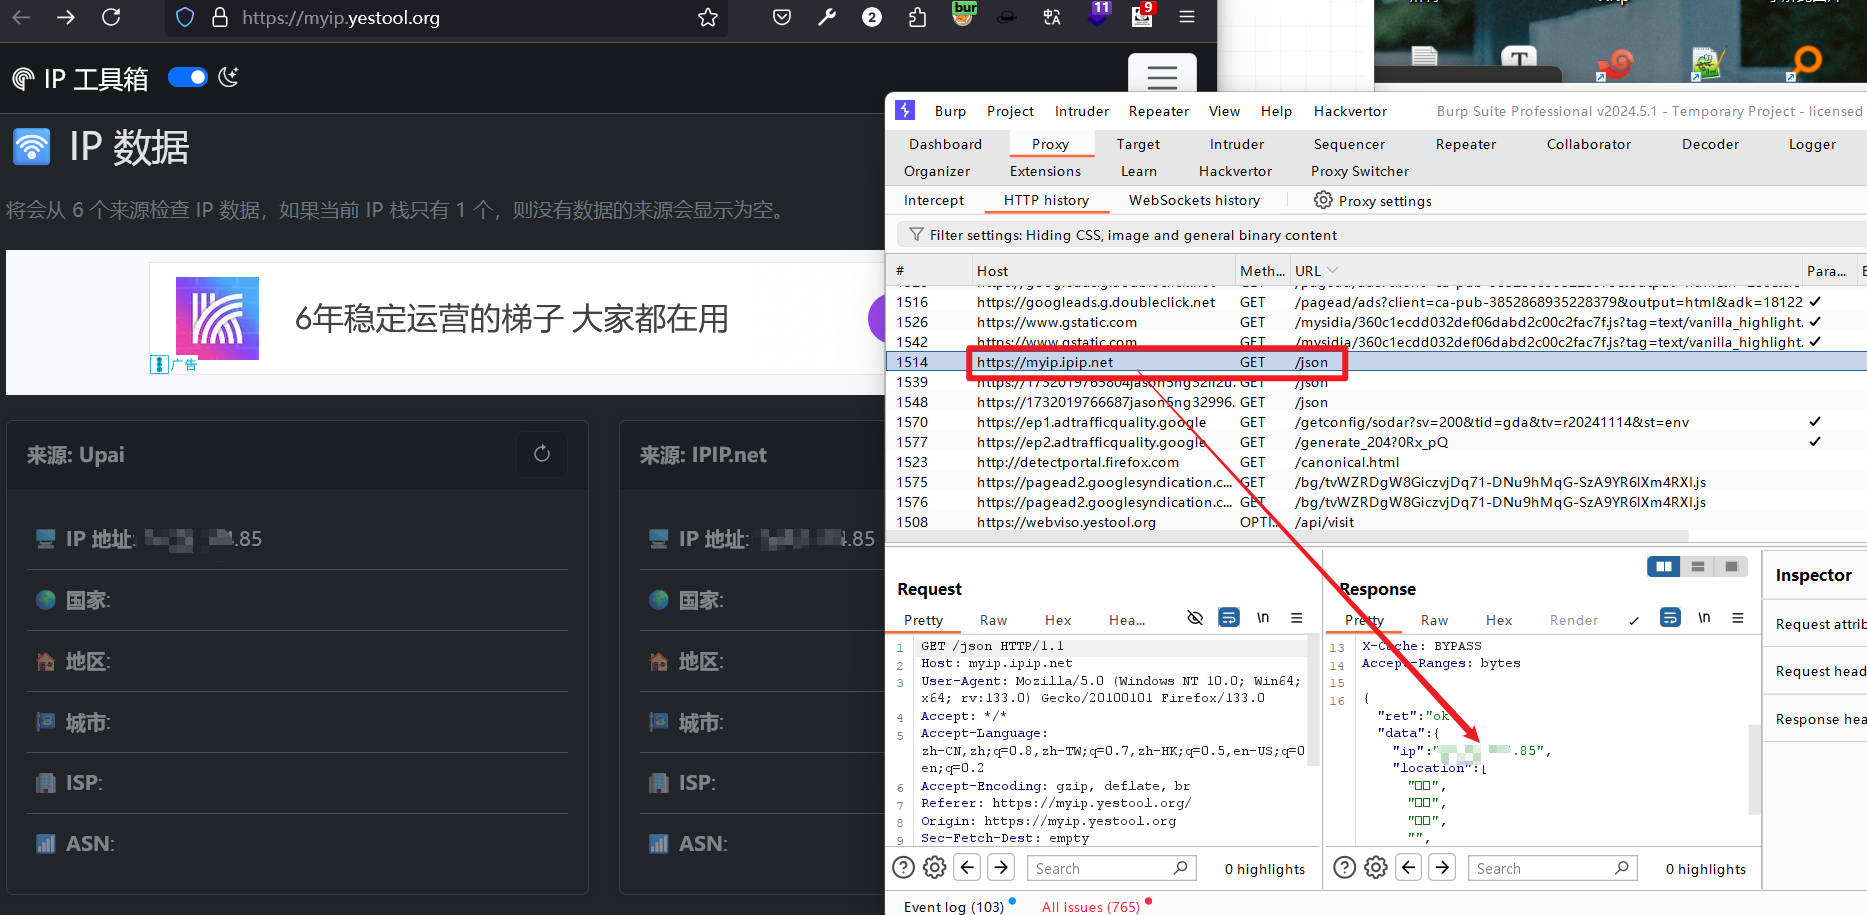 https://myip.yestool.org
2
bur
11
9
IP 工具箱
IP 数据
将会从 6 个来源检查 IP 数据，如果当前 IP 栈只有 1 个，则没有数据的来源会显示为空。
6年稳定运营的梯子 大家都在用
广告
来源: Upai
IP 地址: .85
国家:
地区:
城市:
ISP:
ASN:
来源: IPIP.net
IP 地址: .85
国家:
地区:
城市:
ISP:
ASN:
Burp Project Intruder Repeater View Help Hackvertor Burp Suite Professional v2024.5.1 - Temporary Project - licensed
Dashboard Proxy Target Intruder Sequencer Repeater Collaborator Decoder Logger
Organizer Extensions Learn Hackvertor Proxy Switcher
Intercept HTTP history WebSockets history Proxy settings
Filter settings: Hiding CSS, image and general binary content
# Host Meth... URL Para...
1516 https://googleads.g.doubleclick.net GET /pagead/ads?client=ca-pub-3852868935228379&output=html&adk=18122
1526 https://www.gstatic.com GET /mysidia/360c1ecdd032def06dabd2c00c2fac7f.js?tag=text/vanilla_highlight.
1542 https://www.gstatic.com GET /mysidia/360c1ecdd032def06dabd2c00c2fac7f.js?tag=text/vanilla_highlight.
1514 https://myip.ipip.net GET /json
1539 GET /json
1548 https://1732019766687jason5ng32996. GET /json
1570 https://ep1.adtrafficquality.google GET /getconfig/sodar?sv=200&tid=gda&tv=r20241114&st=env
1577 https://ep2.adtrafficquality.google GET /generate_204?0Rx_pQ
1523 http://detectportal.firefox.com GET /canonical.html
1575 https://pagead2.googlesyndication.c... GET /bg/tvWZRDgW8GiczvjDq71-DNu9hMqG-SzA9YR6lXm4RXI.js
1576 https://pagead2.googlesyndication.c... GET /bg/tvWZRDgW8GiczvjDq71-DNu9hMqG-SzA9YR6lXm4RXI.js
1508 https://webviso.yestool.org OPTI... /api/visit
Request
Pretty Raw Hex Hea... \n
1 GET /json HTTP/1.1
2 Host: myip.ipip.net
3 User-Agent: Mozilla/5.0 (Windows NT 10.0; Win64;
x64; rv:133.0) Gecko/20100101 Firefox/133.0
4 Accept: */*
5 Accept-Language:
zh-CN,zh;q=0.8,zh-TW;q=0.7,zh-HK;q=0.5,en-US;q=0
en;q=0.2
6 Accept-Encoding: gzip, deflate, br
7 Referer: https://myip.yestool.org/
8 Origin: https://myip.yestool.org
9 Sec-Fetch-Dest: empty
Search 0 highlights
Response
Pretty Raw Hex Render \n
13 X-Cache: BYPASS
14 Accept-Ranges: bytes
15
16 {
"ret":"ok
"data":{
"ip":" .85",
"location":[
"□□",
"□□",
"□□",
"",
Search 0 highlights
Inspector
Request attrib
Request head
Response hea
Event log (103) All issues (765)